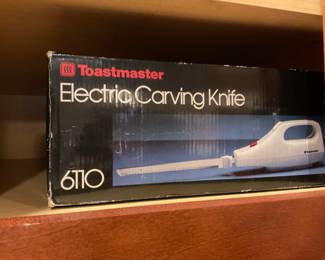 Toastmaster
Electric Carving Knife
6110